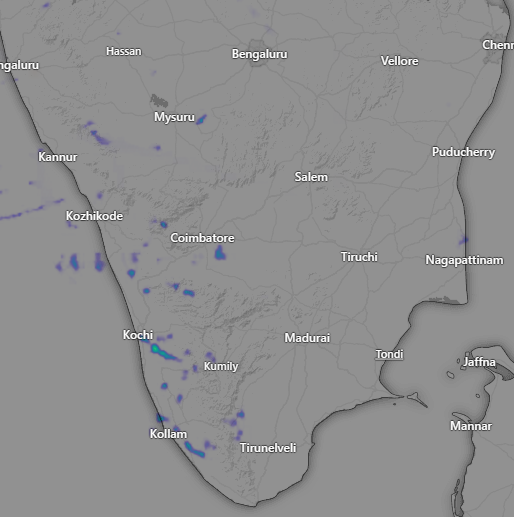 Hassan
Bengaluru
Chenn
Vellore
ngaluru
Mysuru
Puducherry
Kannur
Salem
Kozhikode
Coimbatore
Tiruchi
Nagapattinam
Kochi
Madurai
Tondi
Kumily
Jaffna
Mannar
Kollam
Tirunelveli